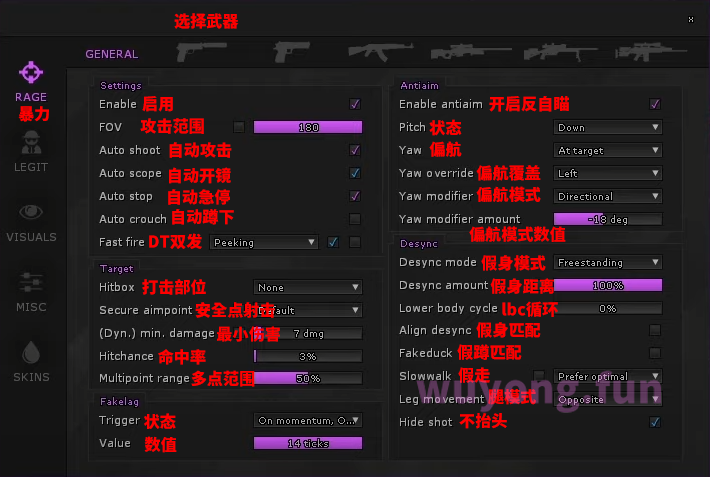 选择武器
x
GENERAL
RAGE
暴力
LEGIT
VISUALS
MISC
SKINS
Settings
Enable 启用
FOV 攻击范围 180
Auto shoot 自动攻击
Auto scope 自动开镜
Auto stop 自动急停
Auto crouch 自动蹲下
Fast fire DT双发 Peeking
Target
Hitbox 打击部位 None
Secure aimpoint 安全点射击 Default
(Dyn.) min. damage 最小伤害 7 dmg
Hitchance 命中率 3%
Multipoint range 多点范围 50%
Fakelag
Trigger 状态 On momentum, O...
Value 数值 14 ticks
Antiaim
Enable antiaim 开启反自瞄
Pitch 状态 Down
Yaw 偏航 At target
Yaw override 偏航覆盖 Left
Yaw modifier 偏航模式 Directional
Yaw modifier amount -18 deg
偏航模式数值
Desync
Desync mode 假身模式 Freestanding
Desync amount 假身距离 100%
Lower body cycle lbc循环 0%
Align desync 假身匹配
Fakeduck 假蹲匹配
Slowwalk 假走 Prefer optimal
Leg movement 腿模式 Opposite
Hide shot 不抬头
wuyong.fun